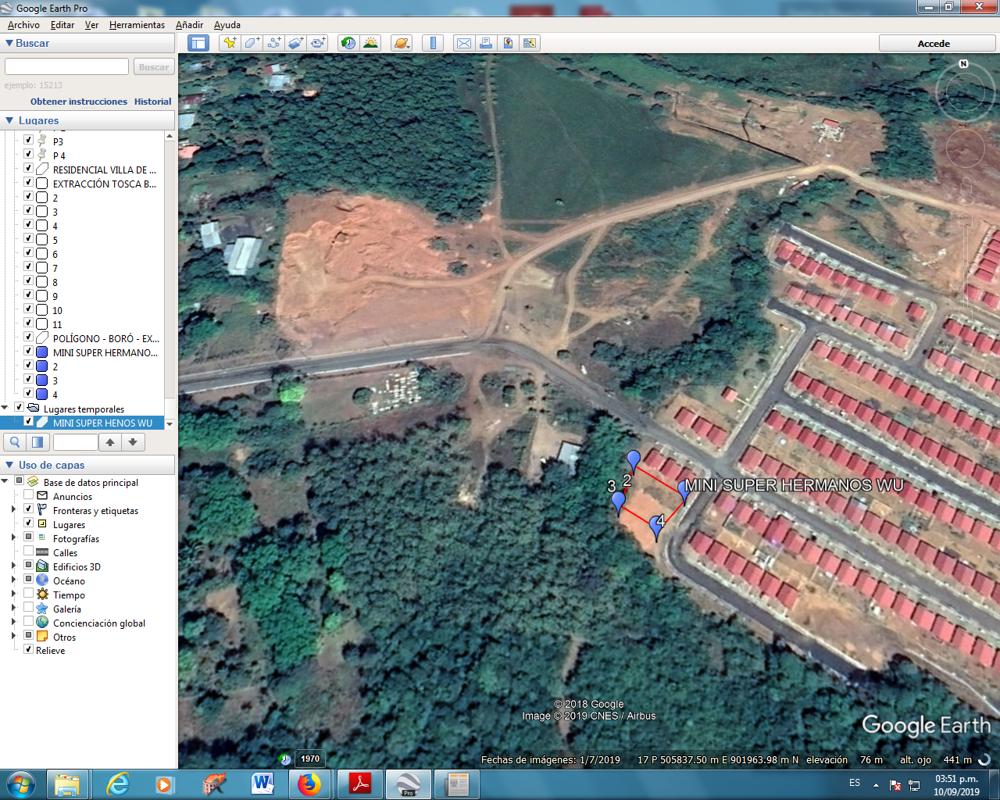 Google Earth Pro
Archivo Editar Ver Herramientas Añadir Ayuda
Buscar
Buscar
ejemplo: 15213
Obtener instrucciones Historial
Accede
N
Lugares
P3
P 4
RESIDENCIAL VILLA DE ...
EXTRACCIÓN TOSCA B...
2
3
4
5
6
7
8
9
10
11
POLÍGONO - BORÓ - EX...
MINI SUPER HERMANO...
2
3
4
Lugares temporales
MINI SUPER HENOS WU
Uso de capas
Base de datos principal
Anuncios
Fronteras y etiquetas
Lugares
Fotografías
Calles
Edificios 3D
Océano
Tiempo
Galería
Concienciación global
Otros
Relieve
2
3
MINI SUPER HERMANOS WU
4
© 2018 Google
Image © 2019 CNES / Airbus
Google Earth
1970
Fechas de imágenes: 1/7/2019 17 P 505837.50 m E 901963.98 m N elevación 76 m alt. ojo 441 m
Pro
ES
03:51 p.m.
10/09/2019